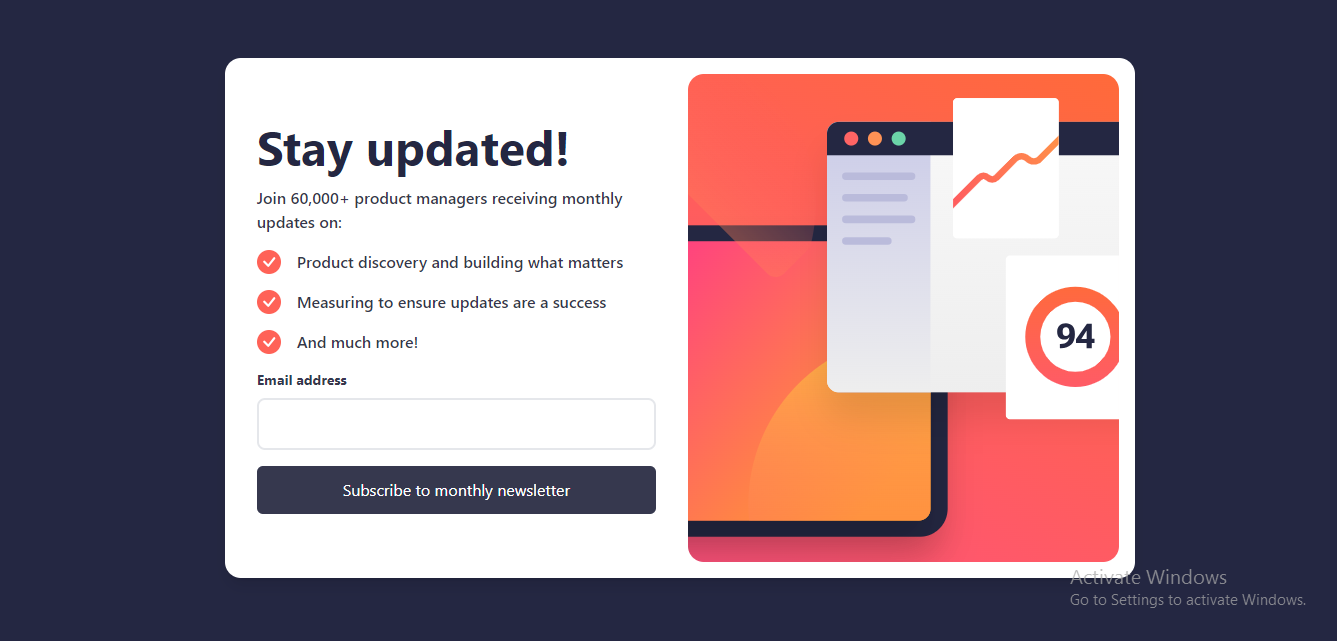 Stay updated!
Join 60,000+ product managers receiving monthly
updates on:
Product discovery and building what matters
Measuring to ensure updates are a success
And much more!
Email address
Subscribe to monthly newsletter
94
Activate Windows
Go to Settings to activate Windows.